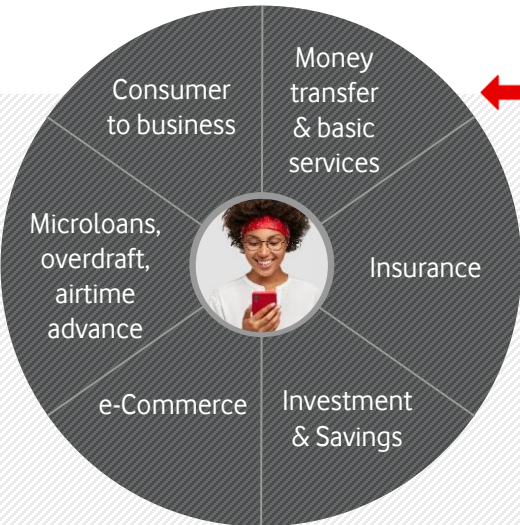 Money
transfer
& basic
services
Insurance
Investment
& Savings
e-Commerce
Microloans,
overdraft,
airtime
advance
Consumer
to business